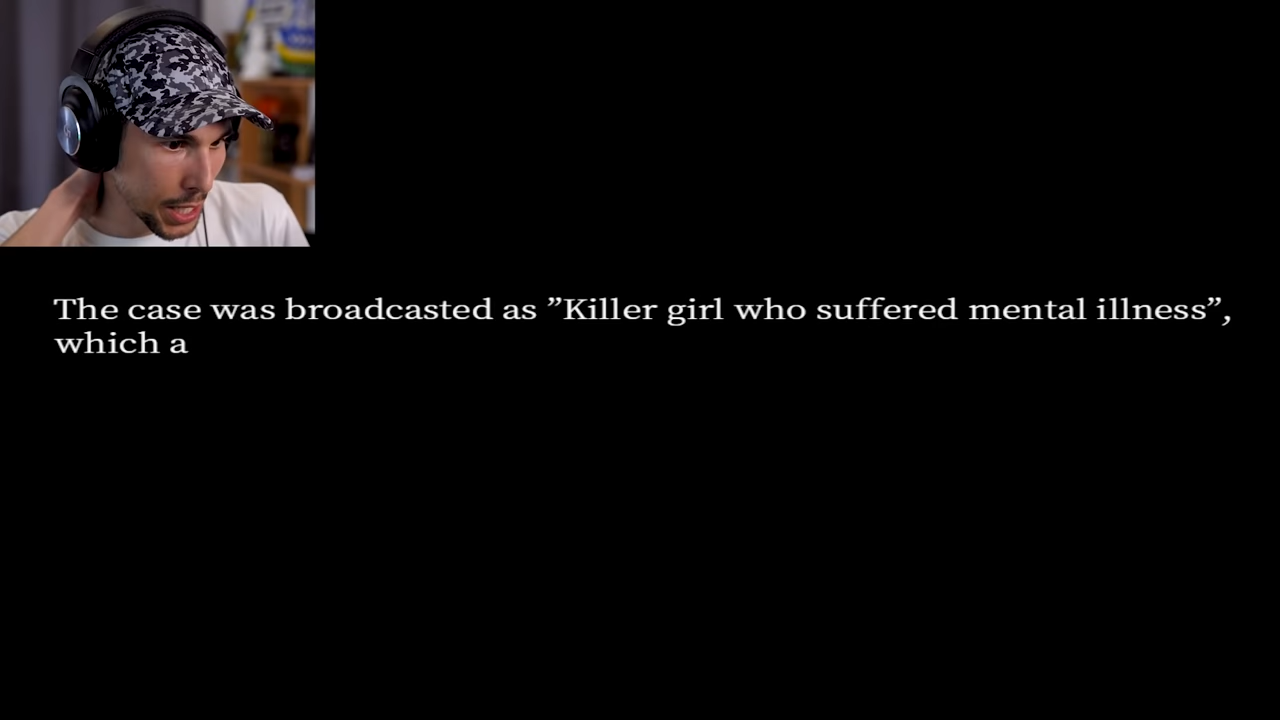 The case was broadcasted as ”Killer girl who suffered mental illness”,
which a